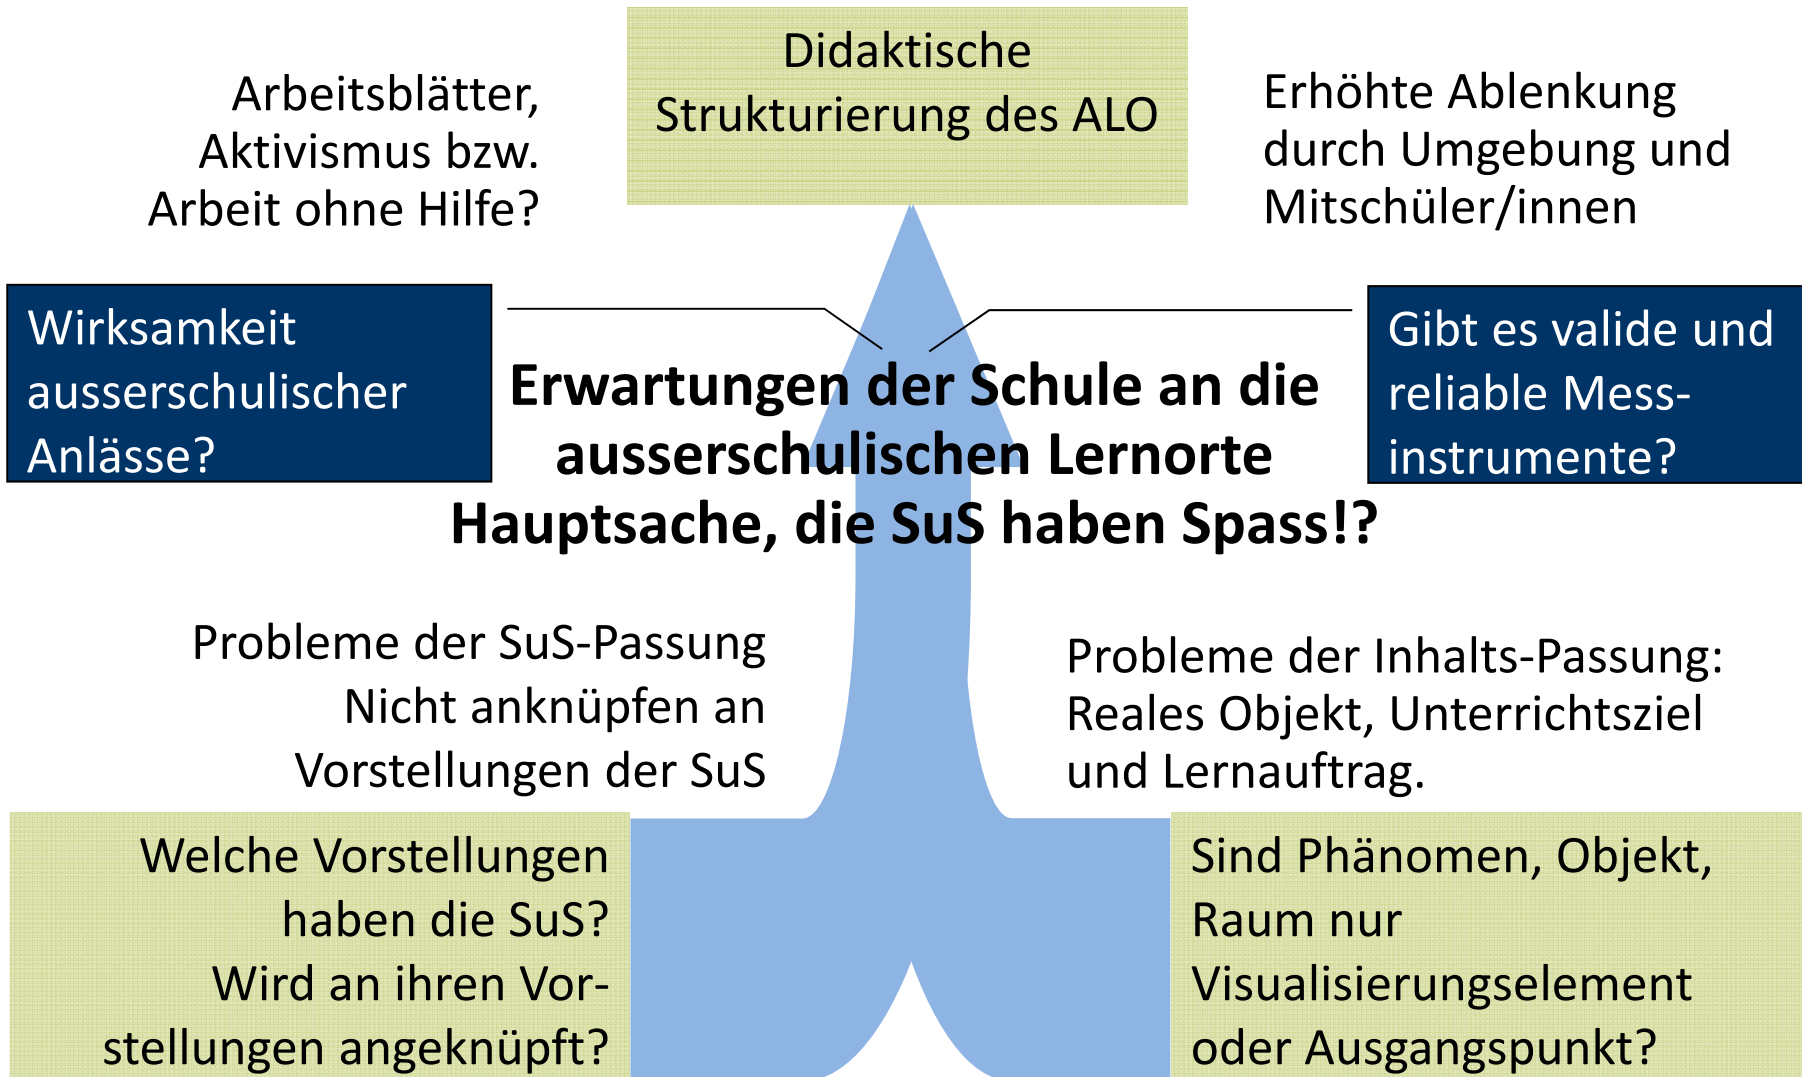 Didaktische
Strukturierung des ALO
Arbeitsblätter,
Aktivismus bzw.
Arbeit ohne Hilfe?
Erhöhte Ablenkung
durch Umgebung und
Mitschüler/innen
Wirksamkeit
ausserschulischer
Anlässe?
Gibt es valide und
reliable Mess-
instrumente?
Erwartungen der Schule an die
ausserschulischen Lernorte
Hauptsache, die SuS haben Spass!?
Probleme der SuS-Passung
Nicht anknüpfen an
Vorstellungen der SuS
Probleme der Inhalts-Passung:
Reales Objekt, Unterrichtsziel
und Lernauftrag.
Welche Vorstellungen
haben die SuS?
Wird an ihren Vor-
stellungen angeknüpft?
Sind Phänomen, Objekt,
Raum nur
Visualisierungselement
oder Ausgangspunkt?